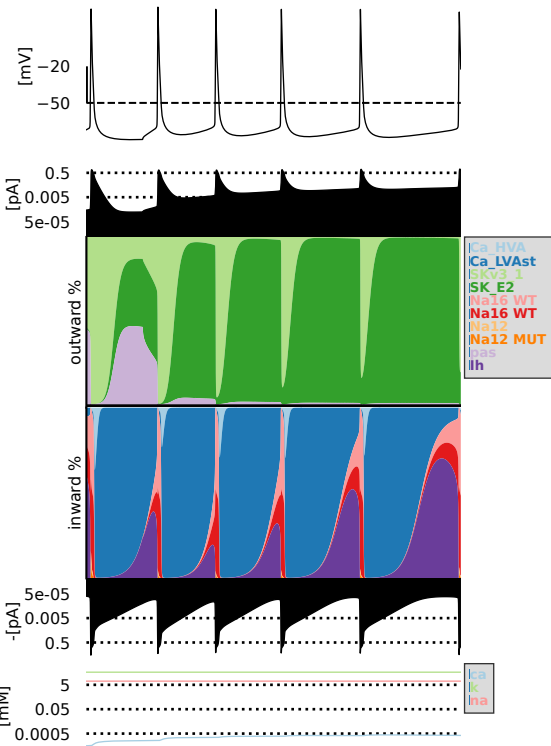 [mV]
−20
−50
[pA]
0.5
0.005
5e-05
outward %
Ca_HVA
Ca_LVAst
SKv3_1
SK_E2
Na16 WT
Na16 WT
Na12
Na12 MUT
pas
Ih
inward %
-[pA]
5e-05
0.005
0.5
[mM]
5
0.05
0.0005
ca
k
na